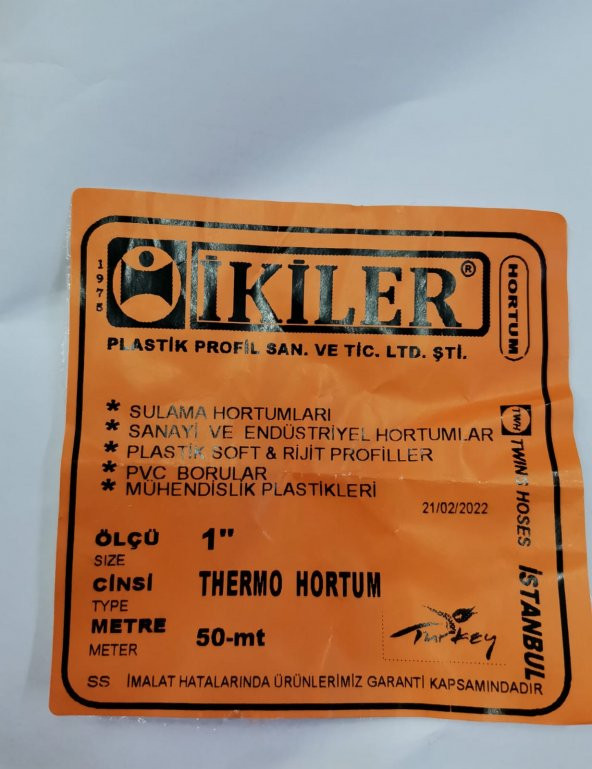 1975
İKİLER®
HORTUM
PLASTİK PROFİL SAN. VE TİC. LTD. ŞTİ.
* SULAMA HORTUMLARI
* SANAYİ VE ENDÜSTRİYEL HORTUMLAR
* PLASTİK SOFT & RİJİT PROFİLLER
* PVC BORULAR
* MÜHENDİSLİK PLASTİKLERİ
TWH TWINS HOSES İSTANBUL
21/02/2022
ÖLÇÜ 1"
SIZE
CİNSİ THERMO HORTUM
TYPE
METRE 50-mt
METER
Turkey
SS İMALAT HATALARINDA ÜRÜNLERİMİZ GARANTİ KAPSAMINDADIR